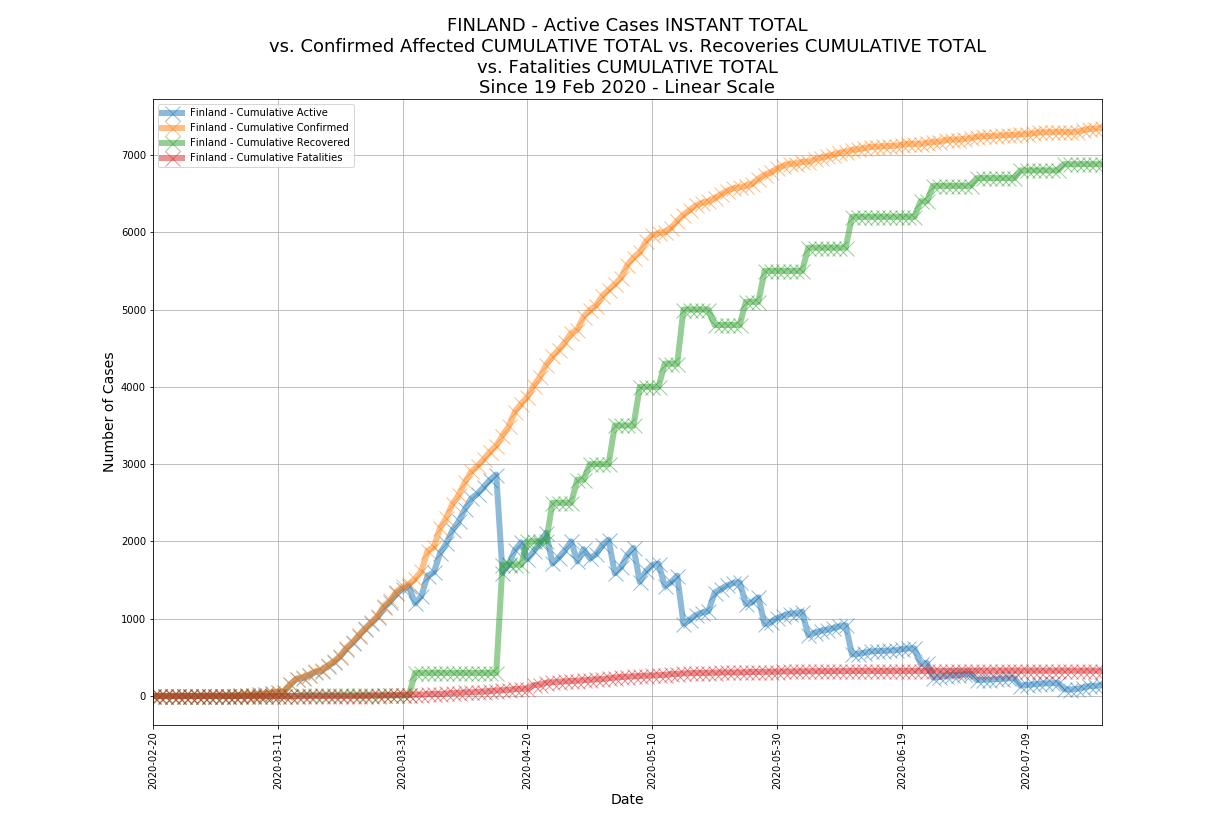 FINLAND - Active Cases INSTANT TOTAL
vs. Confirmed Affected CUMULATIVE TOTAL vs. Recoveries CUMULATIVE TOTAL
vs. Fatalities CUMULATIVE TOTAL
Since 19 Feb 2020 - Linear Scale
Finland - Cumulative Active
Finland - Cumulative Confirmed
Finland - Cumulative Recovered
Finland - Cumulative Fatalities
Number of Cases
7000
6000
5000
4000
3000
2000
1000
0
2020-02-20
2020-03-11
2020-03-31
2020-04-20
2020-05-10
2020-05-30
2020-06-19
2020-07-09
Date